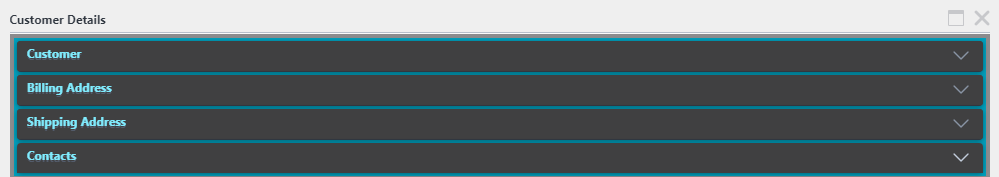 Customer Details
Customer
Billing Address
Shipping Address
Contacts